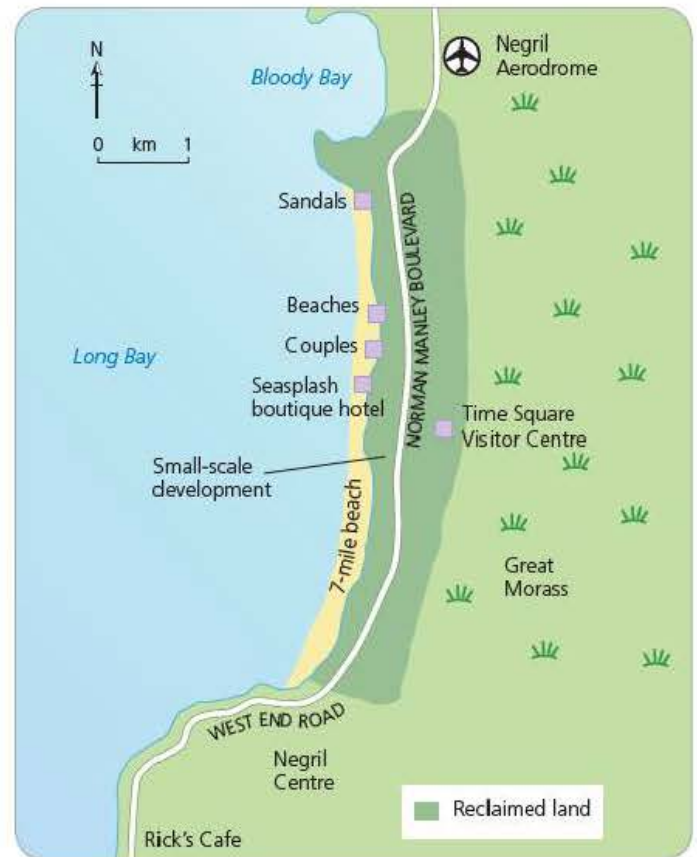 Negril
Aerodrome
N
Bloody Bay
0 km 1
Sandals
NORMAN MANLEY BOULEVARD
Beaches
Couples
Long Bay
Seasplash
boutique hotel
Time Square
Visitor Centre
Small-scale
development
7-mile beach
Great
Morass
WEST END ROAD
Negril
Centre
Reclaimed land
Rick's Cafe